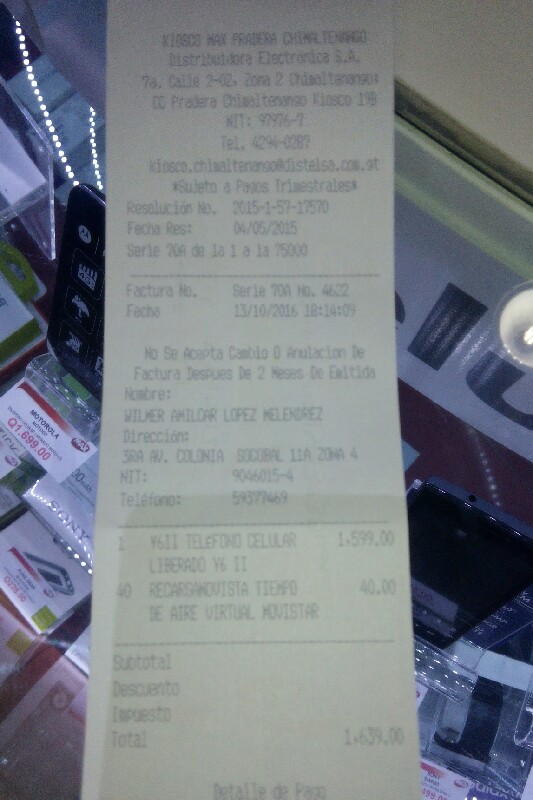 KIOSCO MAX PRADERA CHIMALTENANGO
Distribuidora Electronica S.A.
7a. Calle 2-02, Zona 2 Chimaltenango;
CC Pradera Chimaltenango Kiosco 19B
NIT: 97976-7
Tel. 4294-0287
kiosco.chimaltenango@distelsa.com.gt
*Sujeto a Pagos Trimestrales*
Resolución No. 2015-1-57-17570
Fecha Res: 04/05/2015
Serie 70A de la 1 a la 75000
Factura No. Serie 70A No. 4622
Fecha 13/10/2016 18:14:09
No Se Acepta Cambio O Anulacion De
Factura Despues De 2 Meses De Emitida
Nombre:
WILMER AMILCAR LOPEZ MELENDREZ
Dirección:
3RA AV. COLONIA SOCOBAL 11A ZONA 4
NIT: 9046015-4
Teléfono: 59377469
1 Y6II TELEFONO CELULAR 1,599.00
LIBERADO Y6 II
40 RECARGAMOVISTA TIEMPO 40.00
DE AIRE VIRTUAL MOVISTAR
Subtotal
Descuento
Impuesto
Total 1,639.00
Detalle de Pago
MOTOROLA
Q1,699.00